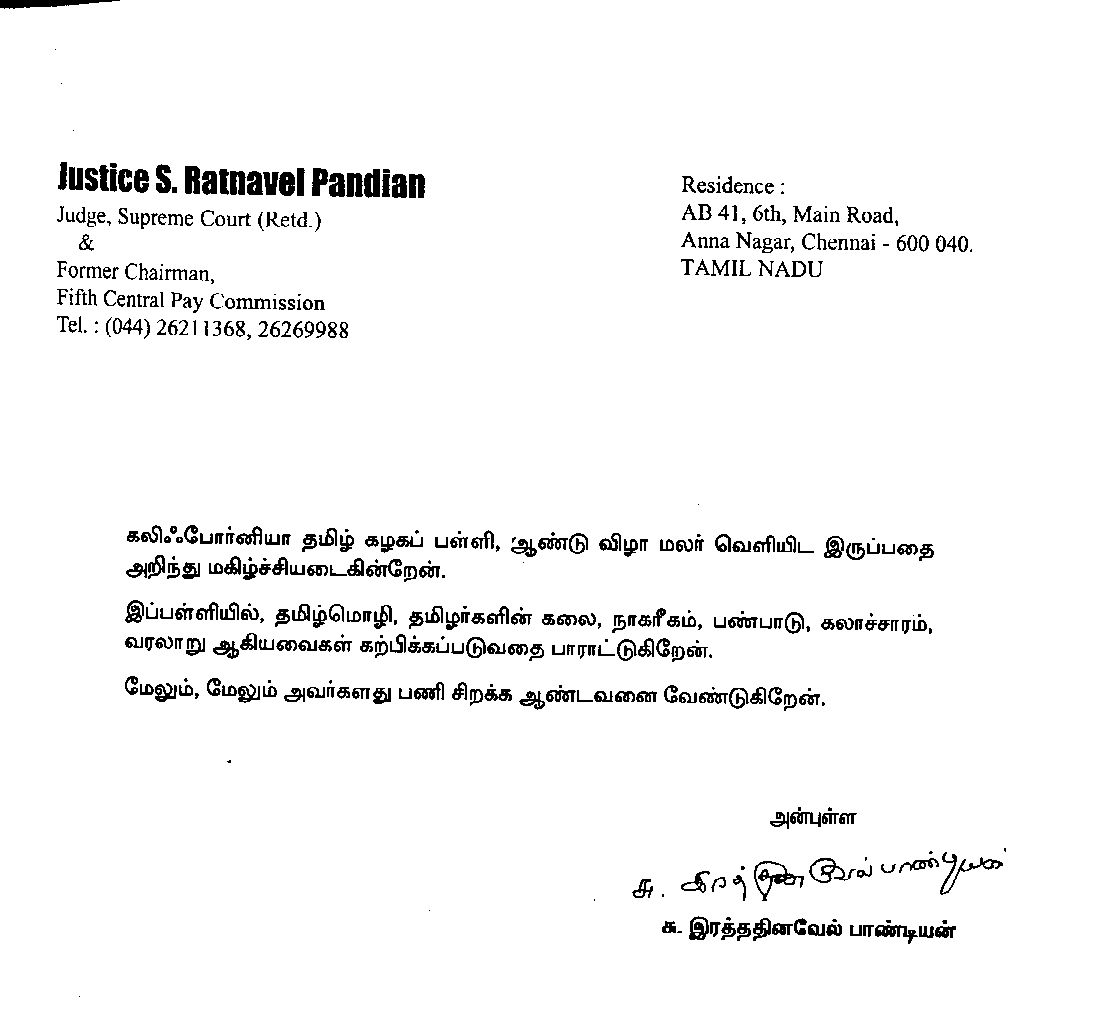 Justice S. Ratnavel Pandian
Judge, Supreme Court (Retd.)
&
Former Chairman,
Fifth Central Pay Commission
Tel. : (044) 26211368, 26269988
Residence :
AB 41, 6th, Main Road,
Anna Nagar, Chennai - 600 040.
TAMIL NADU
கலிஃபோர்னியா தமிழ் கழகப் பள்ளி, ஆண்டு விழா மலர் வெளியிட இருப்பதை
அறிந்து மகிழ்ச்சியடைகின்றேன்.
இப்பள்ளியில், தமிழ்மொழி, தமிழர்களின் கலை, நாகரீகம், பண்பாடு, கலாச்சாரம்,
வரலாறு ஆகியவைகள் கற்பிக்கப்படுவதை பாராட்டுகிறேன்.
மேலும், மேலும் அவர்களது பணி சிறக்க ஆண்டவனை வேண்டுகிறேன்.
அன்புள்ள
சு. இரத்தினவேல் பாண்டியன்
சு. இரத்ததினவேல் பாண்டியன்